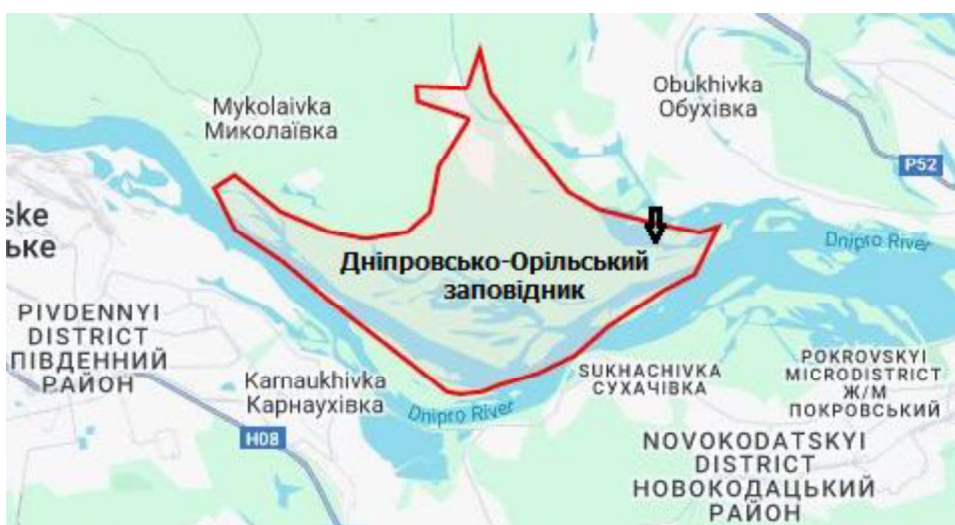 Mykolaivka
Миколаївка
Obukhivka
Обухівка
P52
ske
ьке
Dnipro River
Дніпровсько-Орільський
заповідник
PIVDENNYI
DISTRICT
ПІВДЕННИЙ
РАЙОН
Karnaukhivka
Карнаухівка
Dnipro River
H08
SUKHACHIVKA
СУХАЧІВКА
POKROVSKYI
MICRODISTRICT
Ж/М
ПОКРОВСЬКИЙ
NOVOKODATSKYI
DISTRICT
НОВОКОДАЦЬКИЙ
РАЙОН